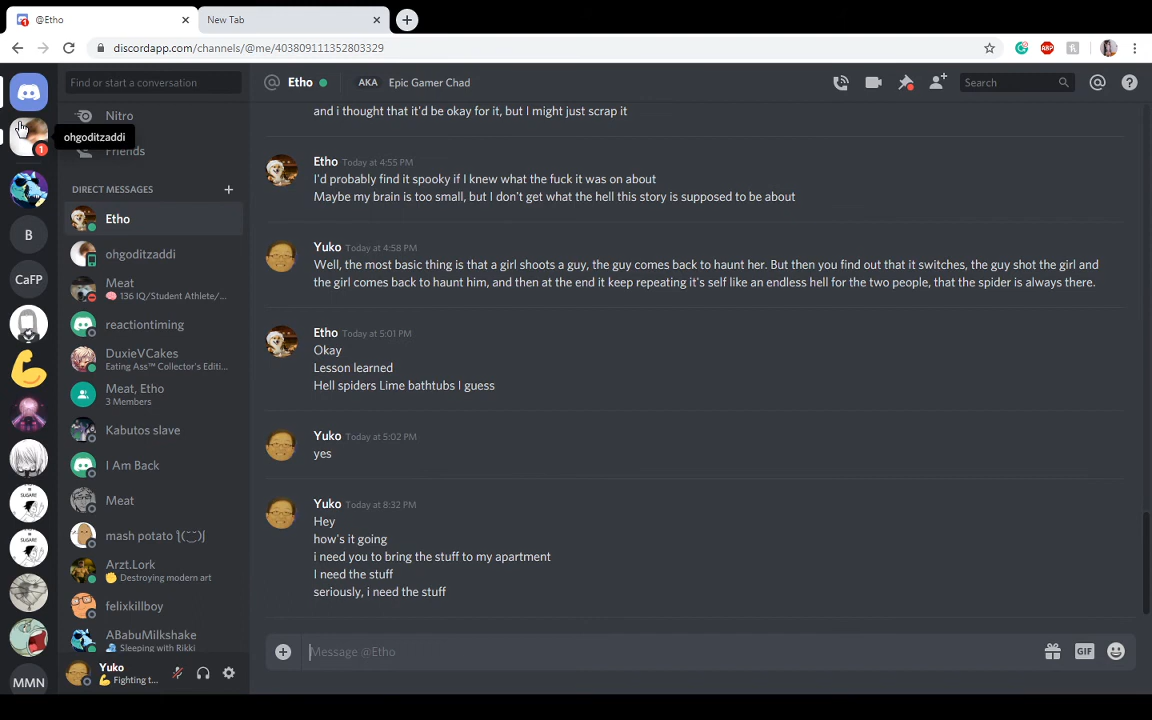 @Etho
New Tab
discordapp.com/channels/@me/403809111352803329
ABP
Find or start a conversation
Etho
AKA
Epic Gamer Chad
Search
Nitro
ohgoditzaddi
1
Friends
DIRECT MESSAGES
Etho
ohgoditzaddi
Meat
136 IQ/Student Athlete/...
reactiontiming
DuxieVCakes
Eating Ass™ Collector's Editi...
Meat, Etho
3 Members
Kabutos slave
I Am Back
Meat
mash potato
Arzt.Lork
Destroying modern art
felixkillboy
ABabuMilkshake
Sleeping with Rikki
Yuko
Fighting t...
B
CaFP
SUGAR!
SUGAR!
MMN
and i thought that it'd be okay for it, but I might just scrap it
Etho Today at 4:55 PM
I'd probably find it spooky if I knew what the fuck it was on about
Maybe my brain is too small, but I don't get what the hell this story is supposed to be about
Yuko Today at 4:58 PM
Well, the most basic thing is that a girl shoots a guy, the guy comes back to haunt her. But then you find out that it switches, the guy shot the girl and
the girl comes back to haunt him, and then at the end it keep repeating it's self like an endless hell for the two people, that the spider is always there.
Etho Today at 5:01 PM
Okay
Lesson learned
Hell spiders Lime bathtubs I guess
Yuko Today at 5:02 PM
yes
Yuko Today at 8:32 PM
Hey
how's it going
i need you to bring the stuff to my apartment
I need the stuff
seriously, i need the stuff
Message @Etho
GIF